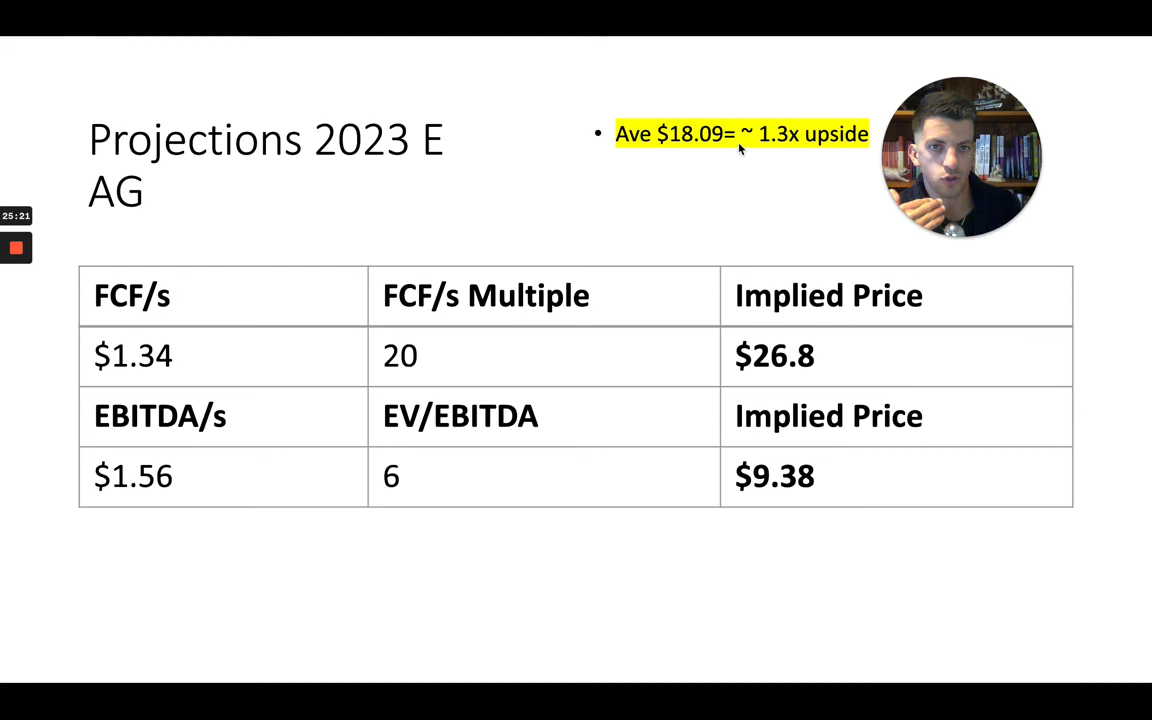 Projections 2023 E
AG
• Ave $18.09= ~ 1.3x upside
25:21
FCF/s FCF/s Multiple Implied Price
$1.34 20 $26.8
EBITDA/s EV/EBITDA Implied Price
$1.56 6 $9.38